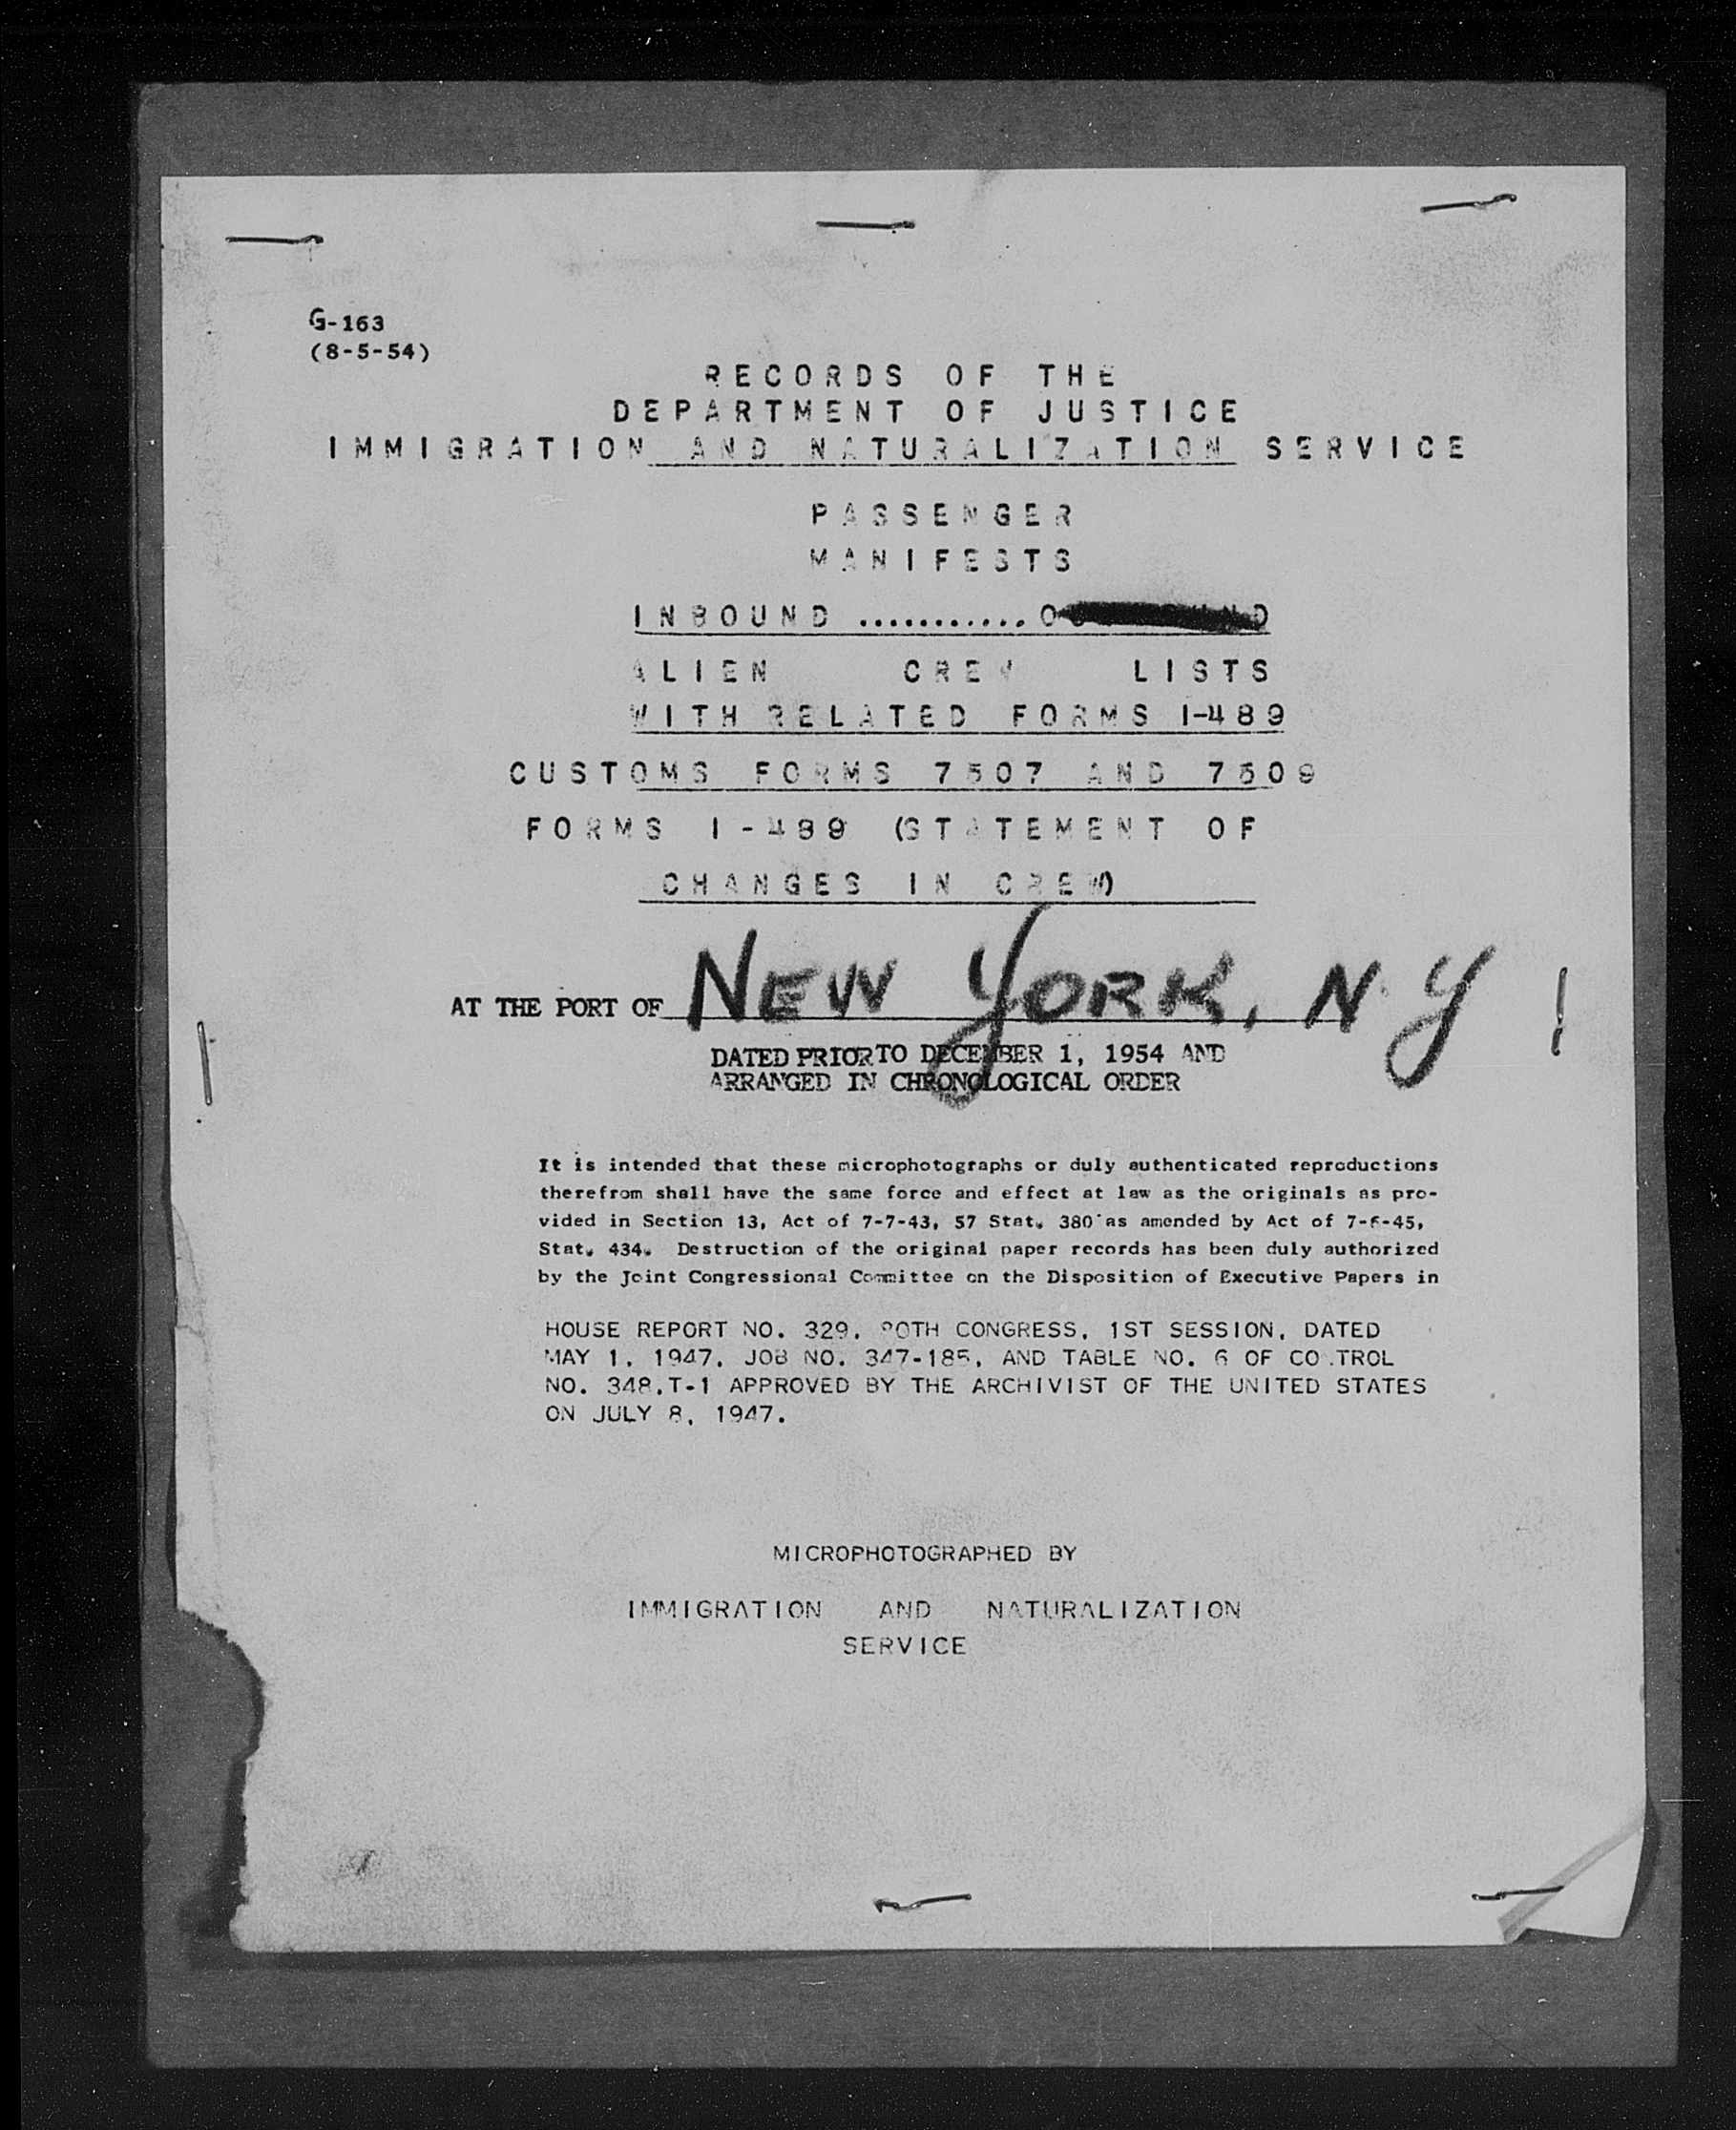 G-163
(8-5-54)
RECORDS OF THE
DEPARTMENT OF JUSTICE
IMMIGRATION AND NATURALIZATION SERVICE
PASSENGER
MANIFESTS
INBOUND ...........
ALIEN CREW LISTS
WITH RELATED FORMS I-489
CUSTOMS FORMS 7507 AND 7509
FORMS I-489 (STATEMENT OF
CHANGES IN CREW)
AT THE PORT OF NEW YORK, N.Y !
DATED PRIOR TO DECEMBER 1, 1954 AND
ARRANGED IN CHRONOLOGICAL ORDER
It is intended that these microphotographs or duly authenticated reproductions
therefrom shall have the same force and effect at law as the originals as pro-
vided in Section 13, Act of 7-7-43, 57 Stat. 380 as amended by Act of 7-6-45,
Stat. 434. Destruction of the original paper records has been duly authorized
by the Joint Congressional Committee on the Disposition of Executive Papers in
HOUSE REPORT NO. 329, 80TH CONGRESS, 1ST SESSION, DATED
MAY 1, 1947, JOB NO. 347-185, AND TABLE NO. 6 OF CO.TROL
NO. 348.T-1 APPROVED BY THE ARCHIVIST OF THE UNITED STATES
ON JULY 8, 1947.
MICROPHOTOGRAPHED BY
IMMIGRATION AND NATURALIZATION
SERVICE